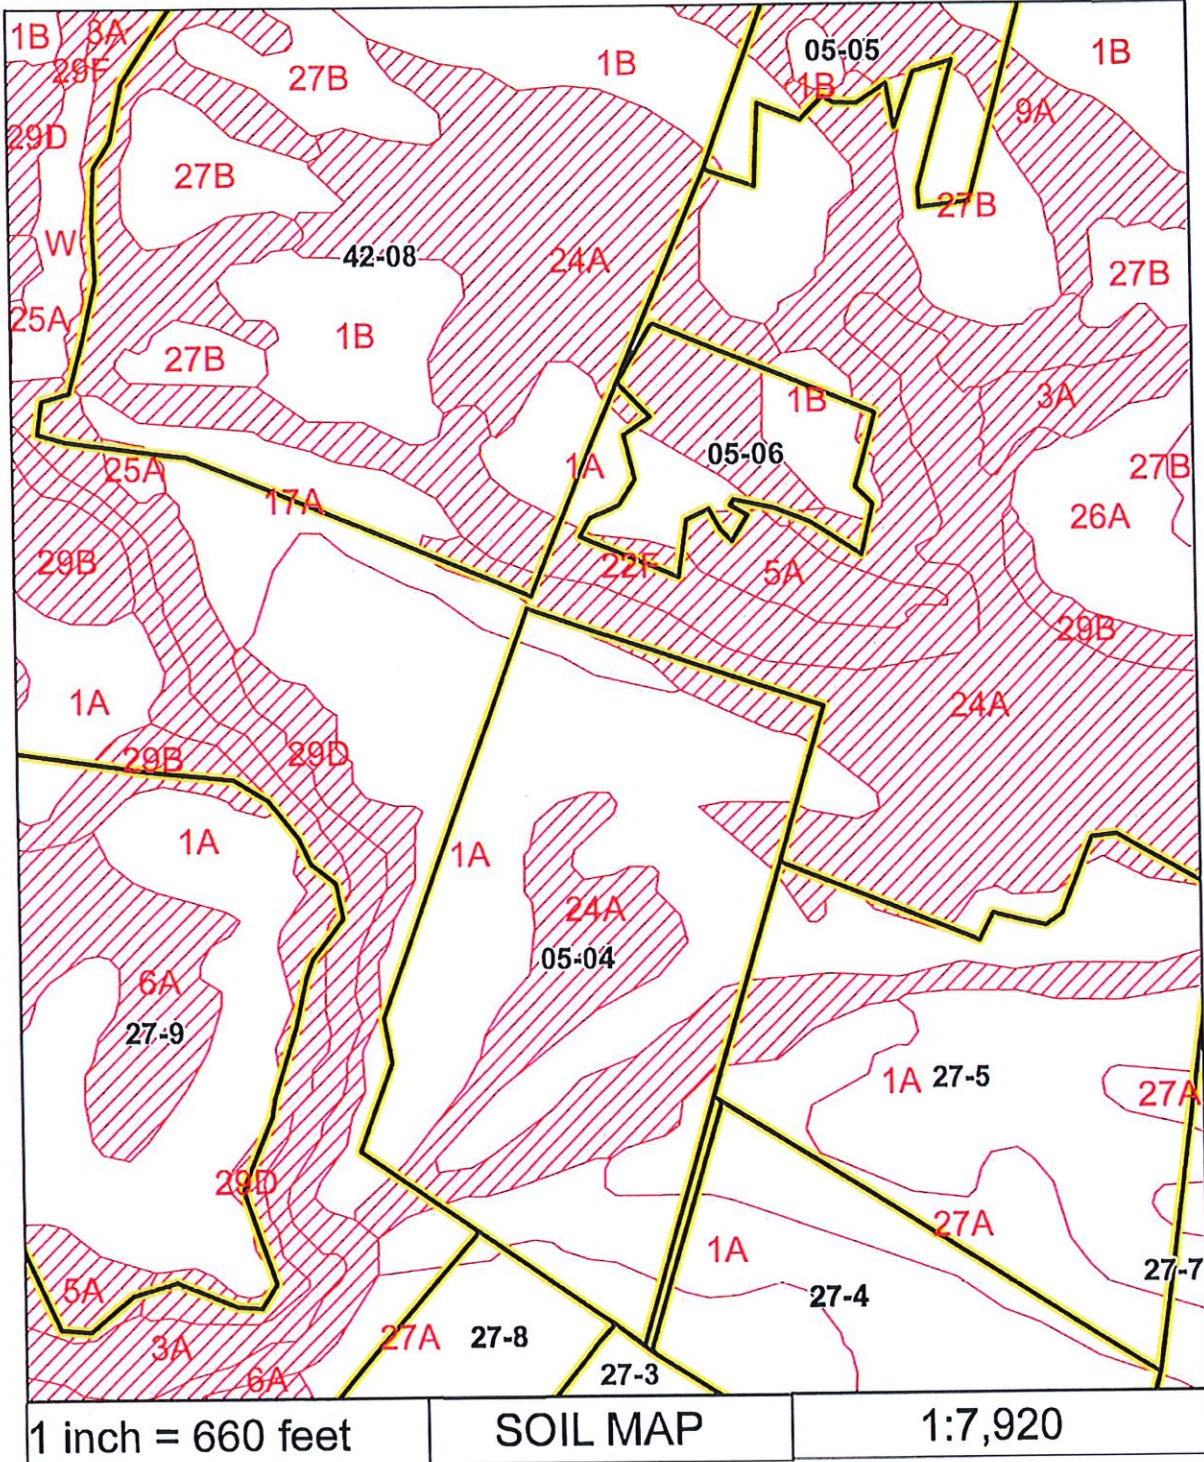 1B 3A 05-05
29F 27B 1B 1B
1B
29D 9A
27B
27B
W 42-08 24A 27B
25A
1B
27B 3A
1B
05-06
25A 1A 27B
17A 26A
29B 22F 5A
29B
1A 24A
29B 29D
1A 1A
24A
6A 05-04
27-9
1A 27-5 27A
29D
27A
1A
5A 27-4 27-7
3A 27A 27-8
6A 27-3
1 inch = 660 feet SOIL MAP 1:7,920